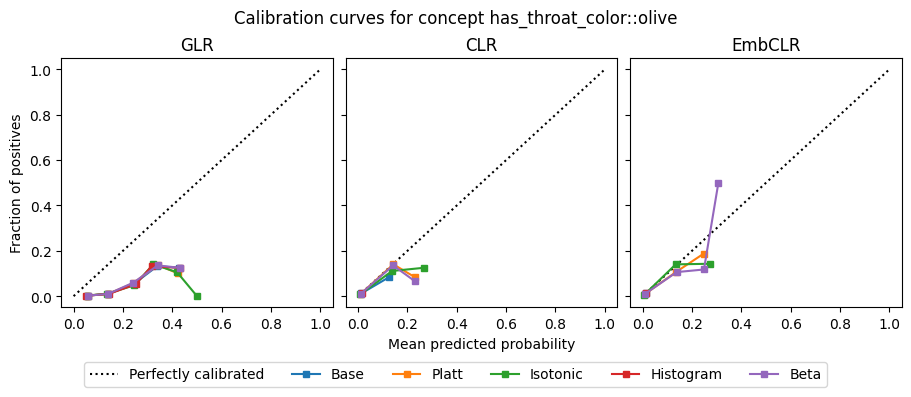 Calibration curves for concept has_throat_color::olive
GLR
CLR
EmbCLR
1.0
0.8
0.6
0.4
0.2
0.0
Fraction of positives
0.0 0.2 0.4 0.6 0.8 1.0
0.0 0.2 0.4 0.6 0.8 1.0
0.0 0.2 0.4 0.6 0.8 1.0
Mean predicted probability
Perfectly calibrated Base Platt Isotonic Histogram Beta